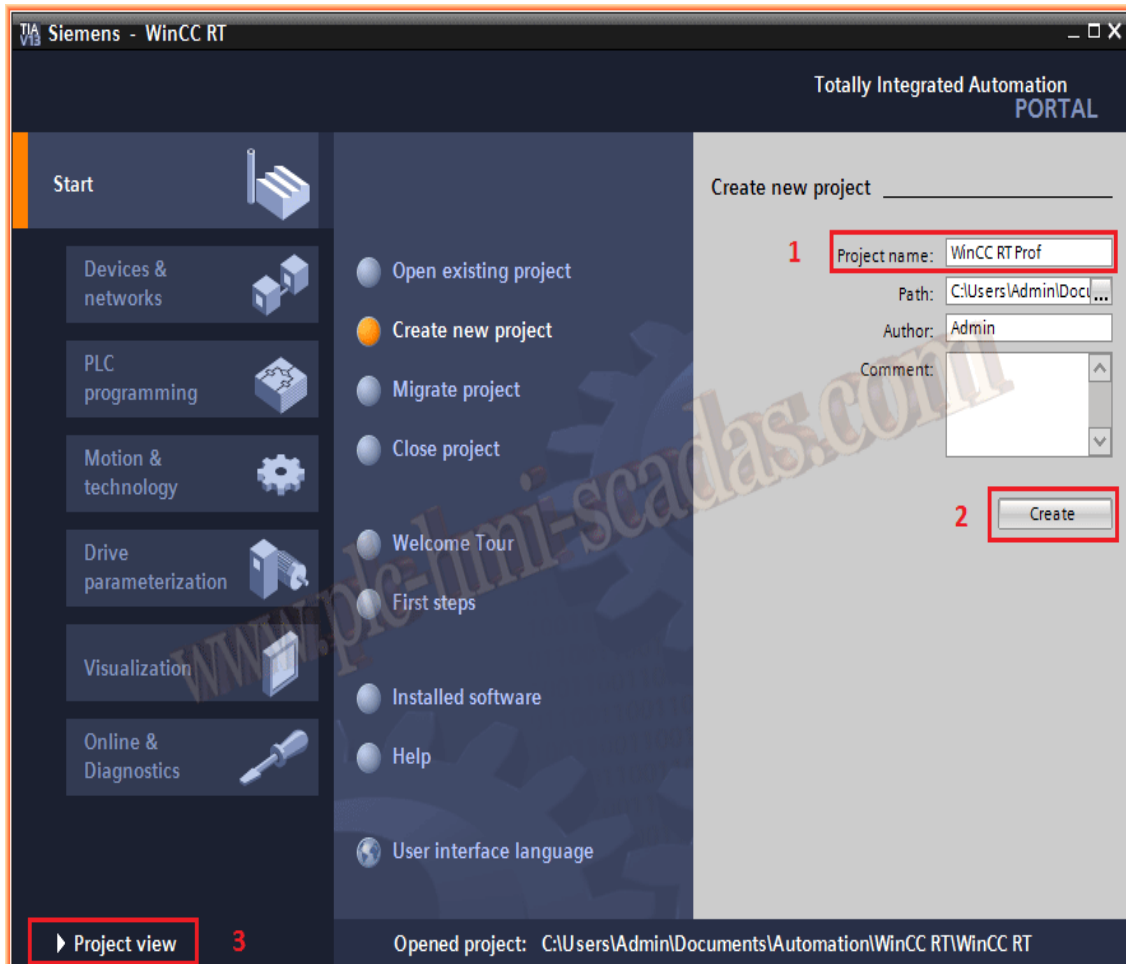 TIA V13 Siemens - WinCC RT
Totally Integrated Automation
PORTAL
Start
Devices &
networks
PLC
programming
Motion &
technology
Drive
parameterization
Visualization
Online &
Diagnostics
Project view
3
Open existing project
Create new project
Migrate project
Close project
Welcome Tour
First steps
Installed software
Help
User interface language
Create new project
1
Project name: WinCC RT Prof
Path: C:\Users\Admin\Docu ...
Author: Admin
Comment:
2
Create
Opened project: C:\Users\Admin\Documents\Automation\WinCC RT\WinCC RT
www.plc-hmi-scadas.com